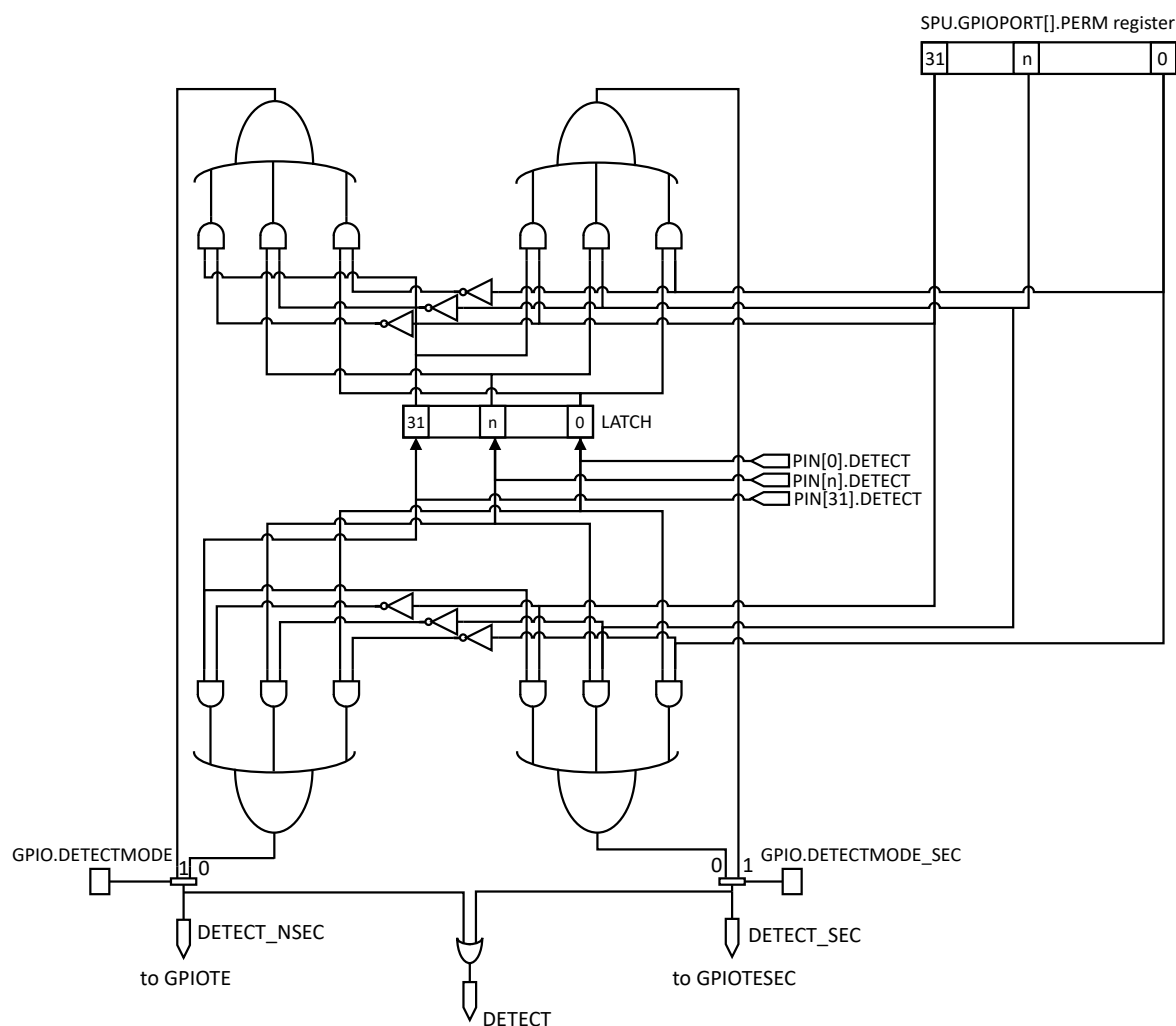 SPU.GPIOPORT[].PERM register
31 n 0
31 n 0 LATCH
PIN[0].DETECT
PIN[n].DETECT
PIN[31].DETECT
GPIO.DETECTMODE 1 0
0 1 GPIO.DETECTMODE_SEC
DETECT_NSEC
DETECT_SEC
to GPIOTE
to GPIOTESEC
DETECT